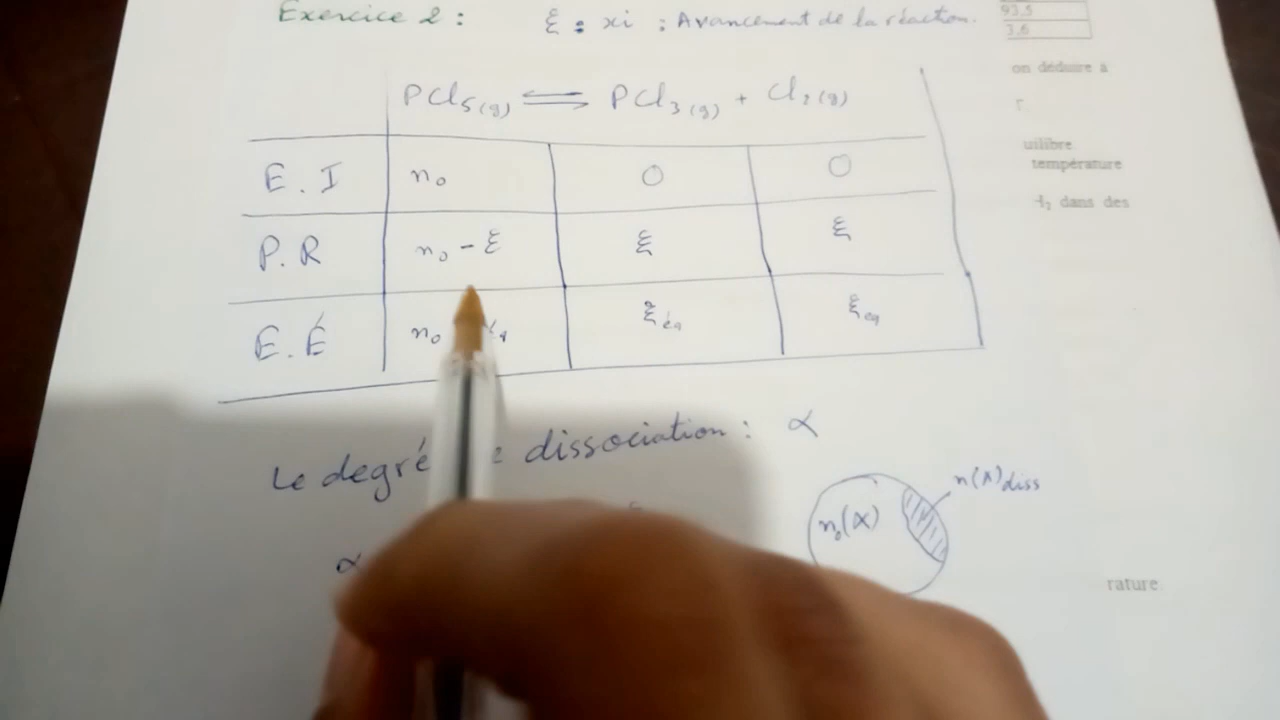 Exercice 2 : ξ : xi : Avancement de la réaction.
93,5
3,6
on déduire à
PCl5(g) ⇌ PCl3(g) + Cl2(g)
uilibre
température
E.I n0 0 0
dans des
P.R n0 - ξ ξ ξ
E.É n0 ξéq ξeq
Le degré dissociation : α
n(X)diss
n0(X)
α
rature.